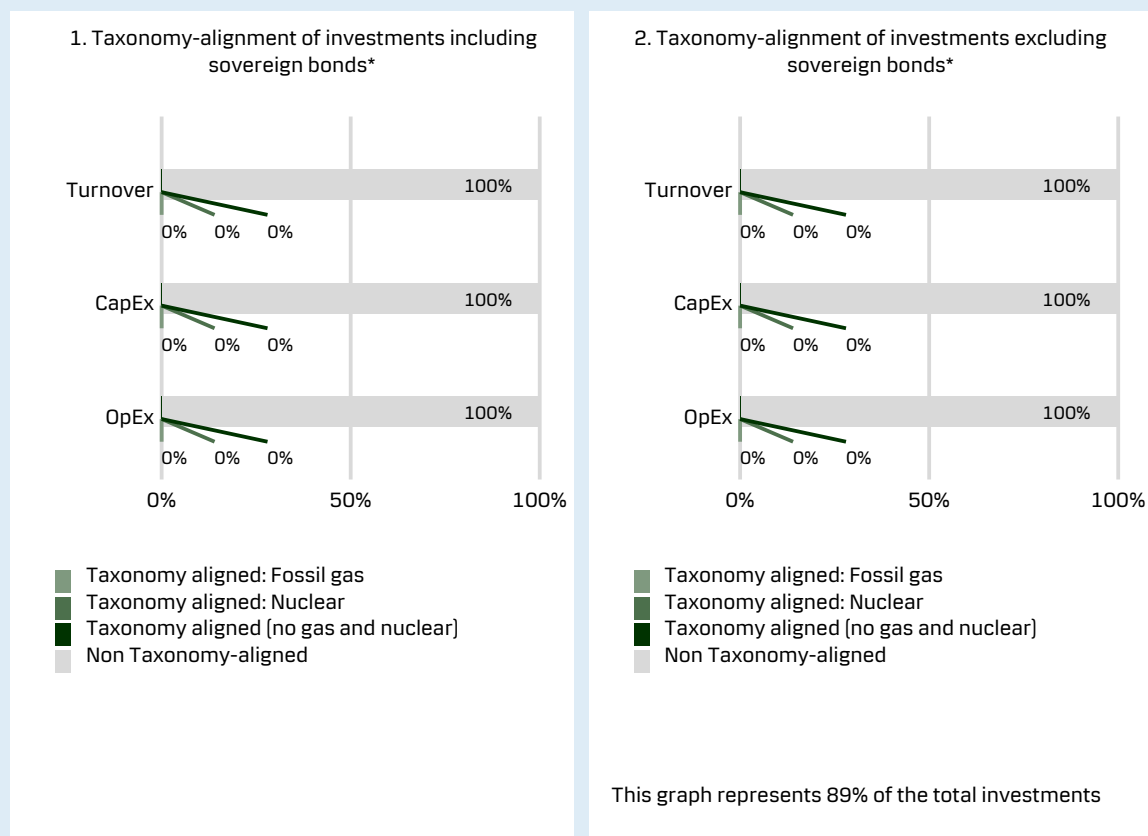 1. Taxonomy-alignment of investments including
sovereign bonds*
Turnover
100%
0% 0% 0%
CapEx
100%
0% 0% 0%
OpEx
100%
0% 0% 0%
0% 50% 100%
Taxonomy aligned: Fossil gas
Taxonomy aligned: Nuclear
Taxonomy aligned (no gas and nuclear)
Non Taxonomy-aligned
2. Taxonomy-alignment of investments excluding
sovereign bonds*
Turnover
100%
0% 0% 0%
CapEx
100%
0% 0% 0%
OpEx
100%
0% 0% 0%
0% 50% 100%
Taxonomy aligned: Fossil gas
Taxonomy aligned: Nuclear
Taxonomy aligned (no gas and nuclear)
Non Taxonomy-aligned
This graph represents 89% of the total investments